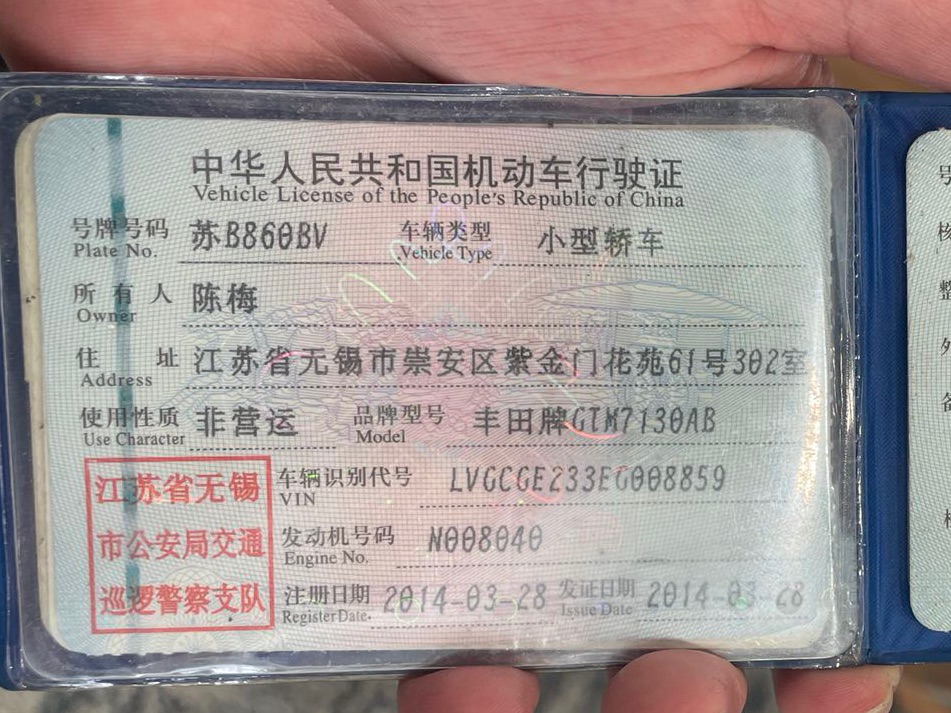 中华人民共和国机动车行驶证
Vehicle License of the People's Republic of China
号牌号码 苏B860BV 车辆类型 小型轿车
Plate No. Vehicle Type
所有人 陈梅
Owner
住址 江苏省无锡市崇安区紫金门花苑61号302室
Address
使用性质 非营运 品牌型号 丰田牌GTM7130AB
Use Character Model
江苏省无锡
市公安局交通
巡逻警察支队
车辆识别代号 LVGCGE233EG008859
VIN
发动机号码 N008040
Engine No.
注册日期 2014-03-28 发证日期 2014-03-28
Register Date Issue Date
号
核